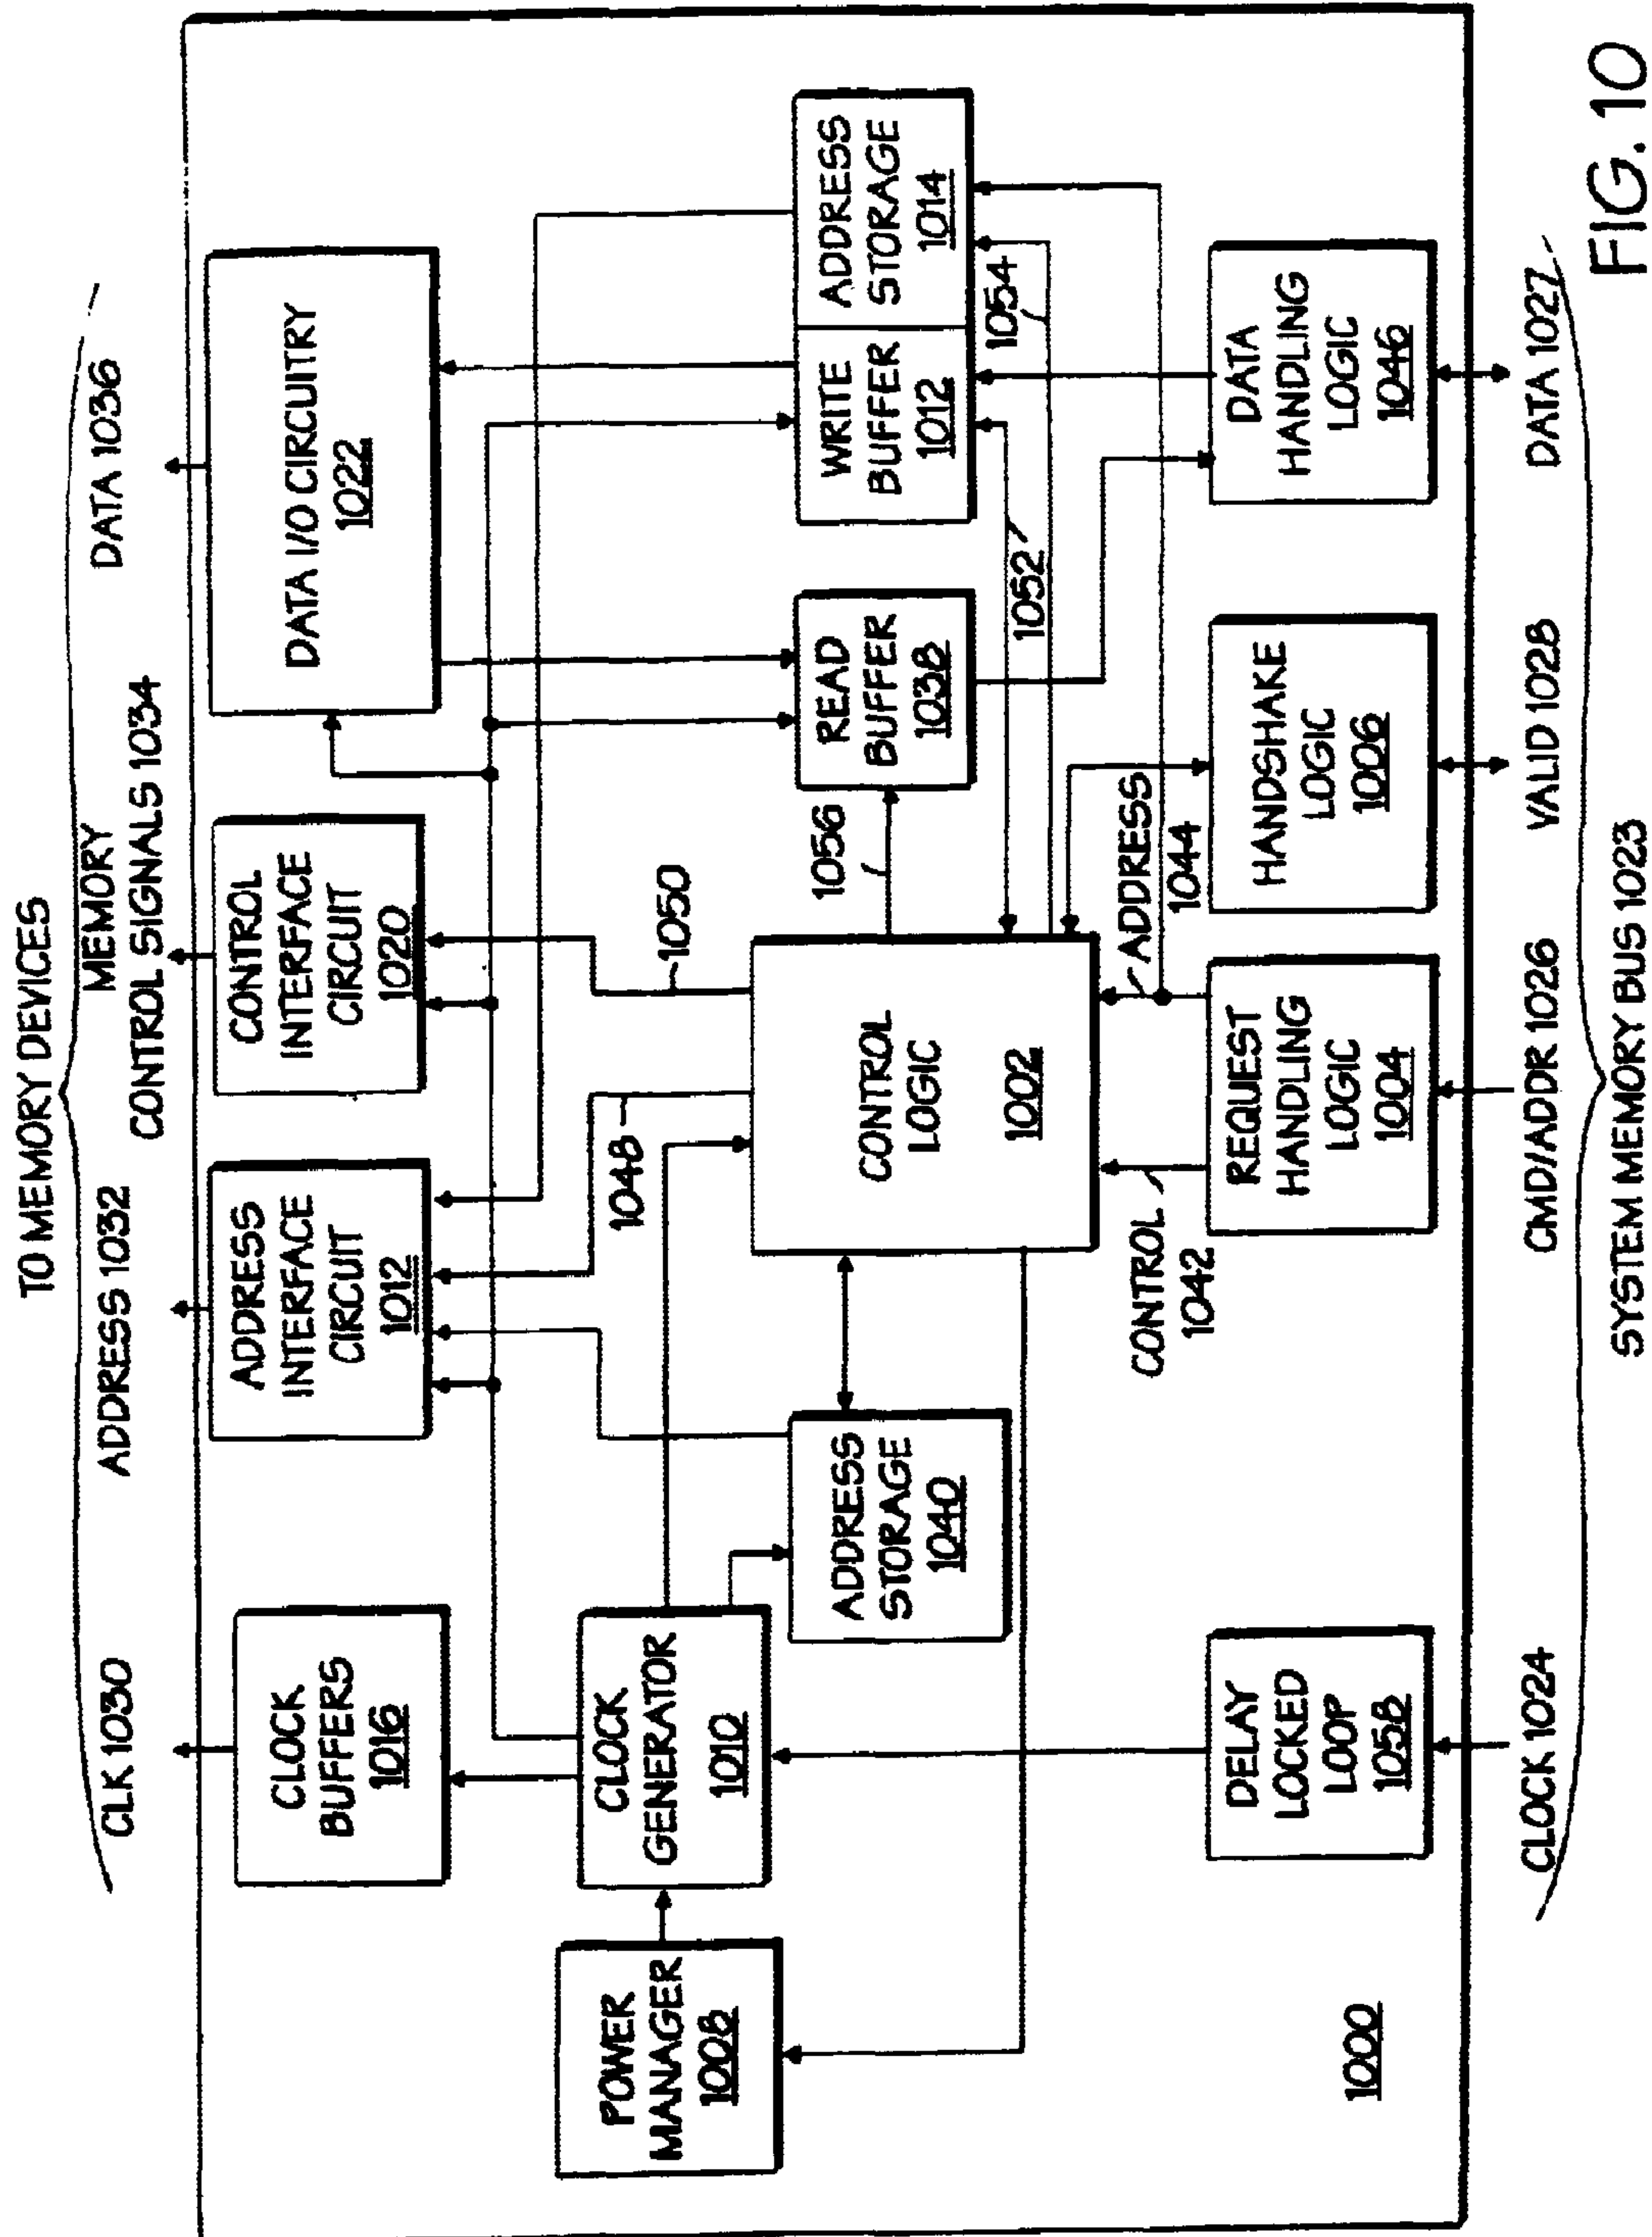 TO MEMORY DEVICES
CLK 1030
ADDRESS 1032
MEMORY
CONTROL SIGNALS 1034
DATA 1036
CLOCK
BUFFERS
1016
ADDRESS
INTERFACE
CIRCUIT
1012
CONTROL
INTERFACE
CIRCUIT
1020
DATA I/O CIRCUITRY
1022
POWER
MANAGER
1008
CLOCK
GENERATOR
1010
1048
1050
ADDRESS
STORAGE
1040
CONTROL
LOGIC
1002
1056
READ
BUFFER
1038
WRITE
BUFFER
1012
ADDRESS
STORAGE
1014
1052
1054
CONTROL
1042
ADDRESS
1044
1000
DELAY
LOCKED
LOOP
1058
REQUEST
HANDLING
LOGIC
1004
HANDSHAKE
LOGIC
1006
DATA
HANDLING
LOGIC
1046
CLOCK 1024
CMD/ADDR 1026
VALID 1028
DATA 1027
SYSTEM MEMORY BUS 1023
FIG. 10